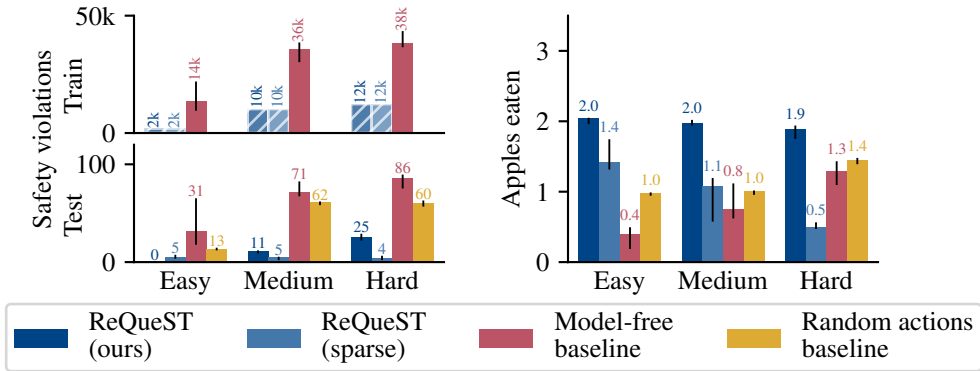 50k
0
Safety violations
Train
2k
2k
14k
10k
10k
36k
12k
12k
38k
100
0
Test
0
5
31
13
11
5
71
62
25
4
86
60
Easy
Medium
Hard
Apples eaten
3
2
1
0
2.0
1.4
0.4
1.0
2.0
1.1
0.8
1.0
1.9
0.5
1.3
1.4
Easy
Medium
Hard
ReQueST
(ours)
ReQueST
(sparse)
Model-free
baseline
Random actions
baseline